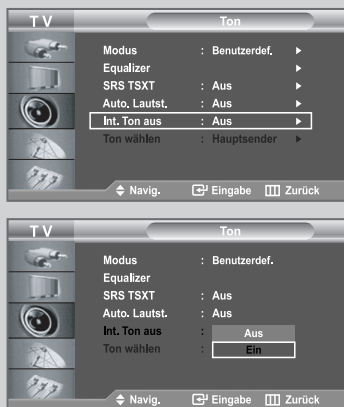 TV Ton
Modus : Benutzerdef.
Equalizer
SRS TSXT : Aus
Auto. Lautst. : Aus
Int. Ton aus : Aus
Ton wählen : Hauptsender
Navig. Eingabe Zurück
TV Ton
Modus : Benutzerdef.
Equalizer
SRS TSXT : Aus
Auto. Lautst. : Aus
Int. Ton aus : Aus
Ton wählen : Ein
Navig. Eingabe Zurück